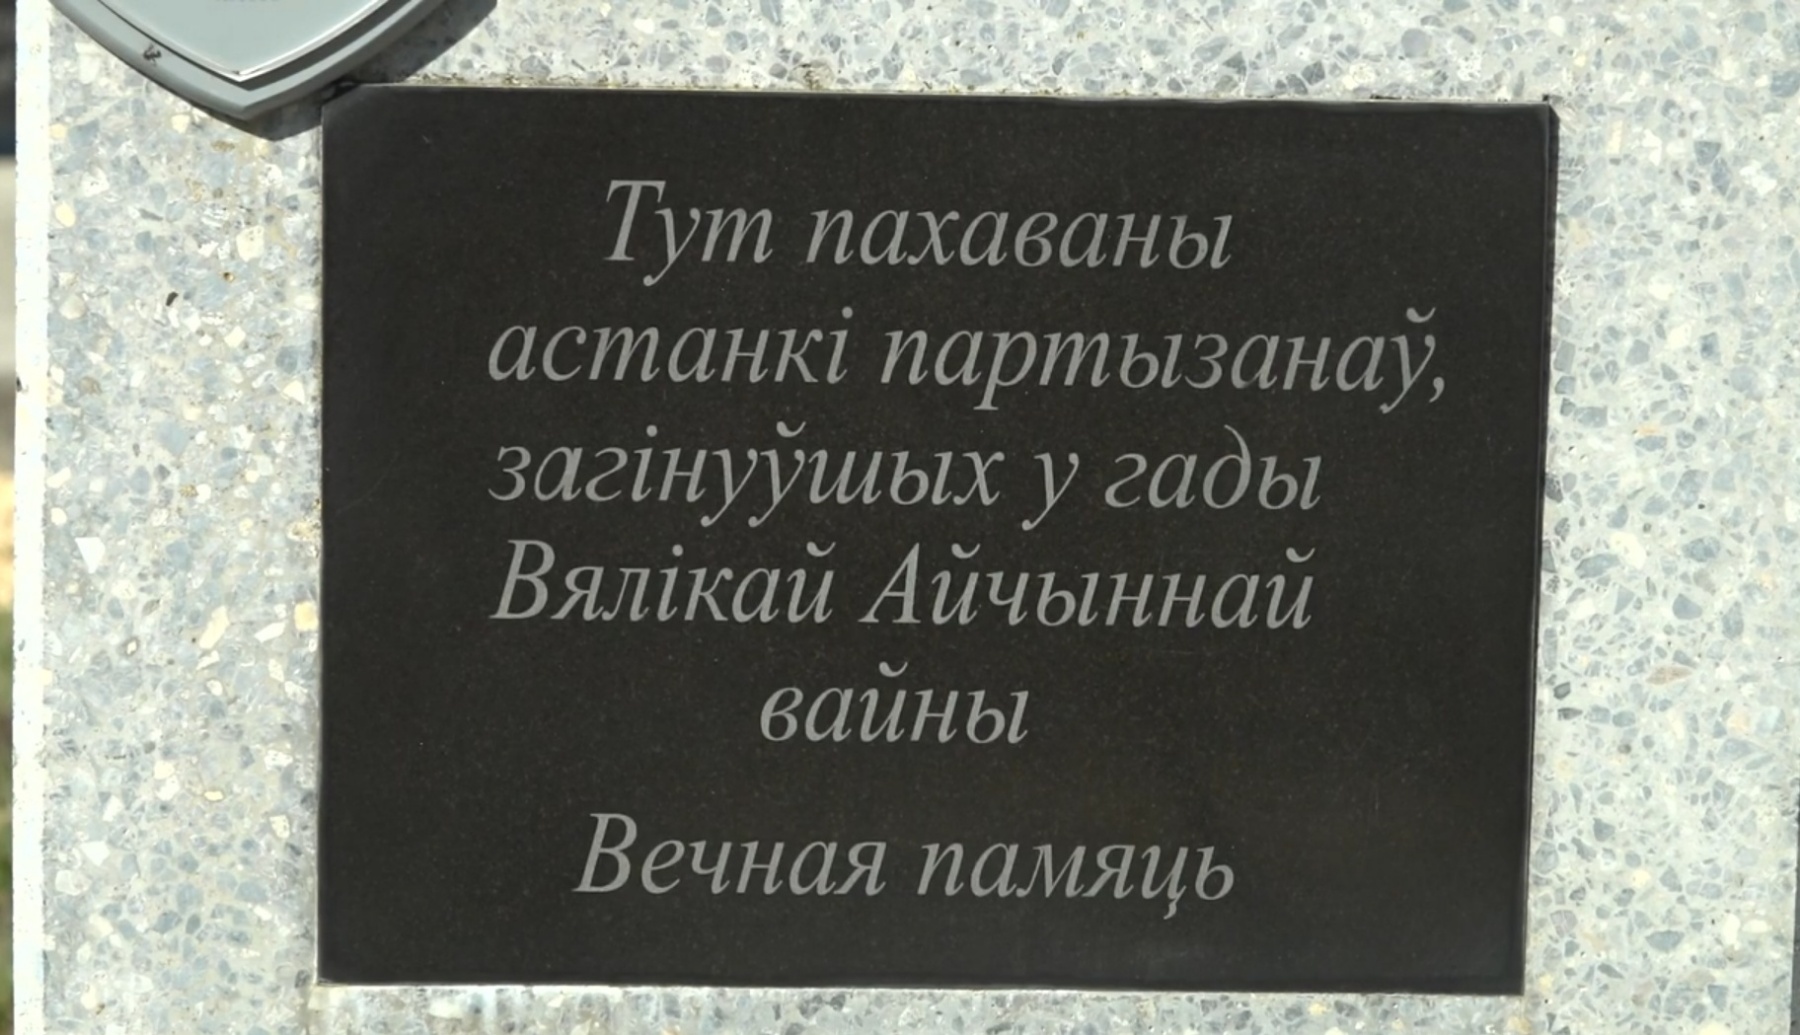 Тут пахаваны
астанкі партызанаў,
загінуўшых у гады
Вялікай Айчыннай
вайны
Вечная памяць